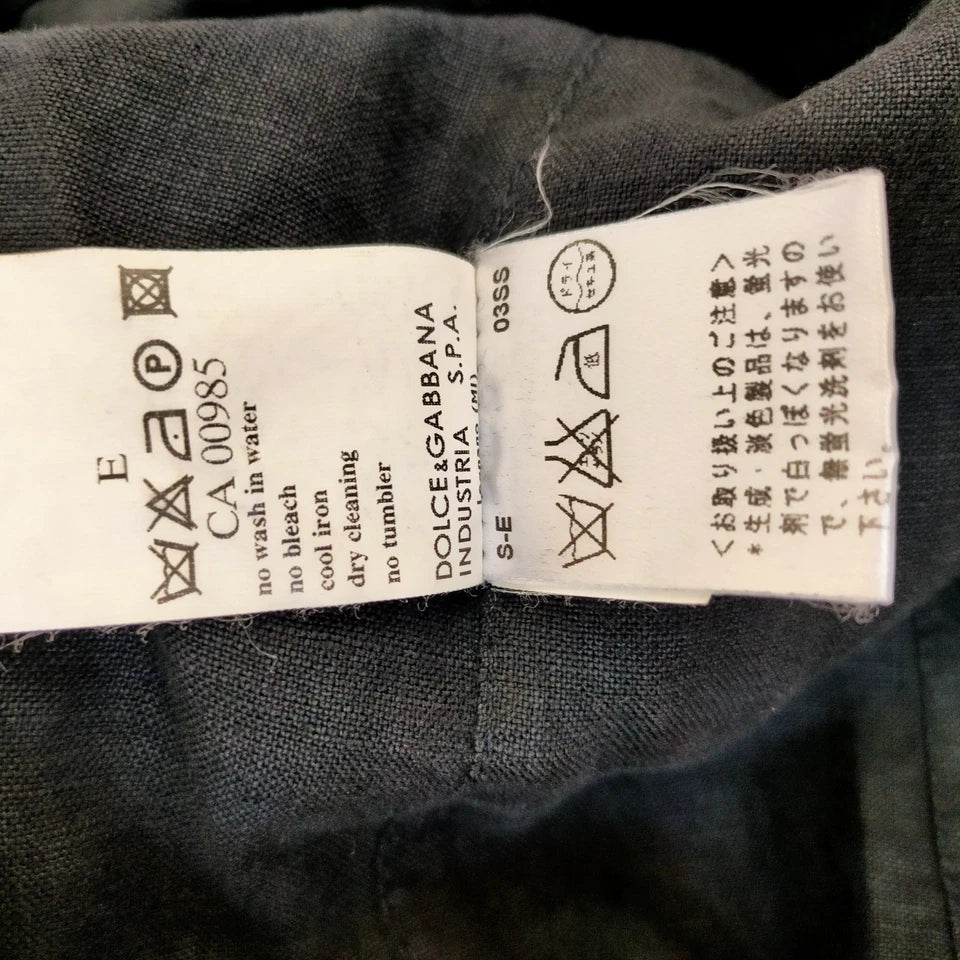 E
CA 00985
no wash in water
no bleach
cool iron
dry cleaning
no tumbler
DOLCE&GABBANA
INDUSTRIA S.P.A.
S-E 03SS
低
ドライ
セキユ系
<お取り扱い上のご注意>
*生成・淡色製品は、蛍光
剤で白っぽくなりますの
で、無蛍光洗剤をお使い
下さい。